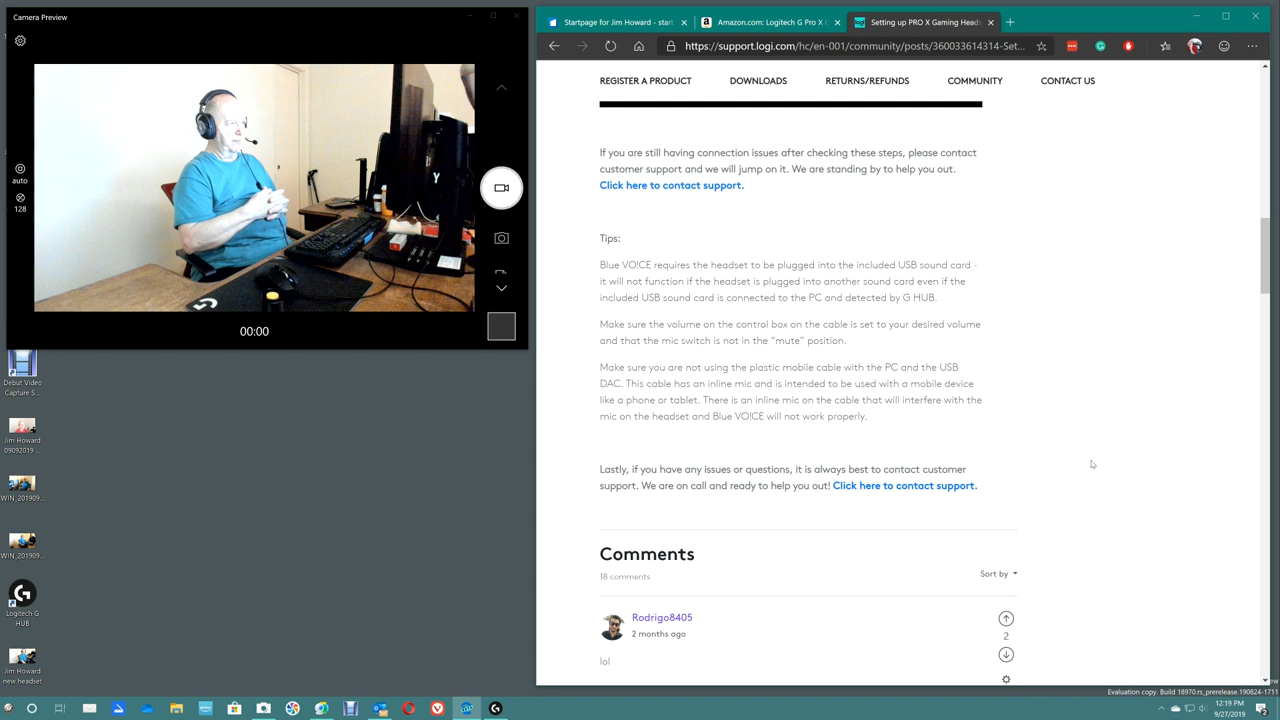 Camera Preview
auto
128
00:00
Startpage for Jim Howard - star
Amazon.com: Logitech G Pro X
Setting up PRO X Gaming Head
https://support.logi.com/hc/en-001/community/posts/360033614314-Set...
REGISTER A PRODUCT
DOWNLOADS
RETURNS/REFUNDS
COMMUNITY
CONTACT US
If you are still having connection issues after checking these steps, please contact
customer support and we will jump on it. We are standing by to help you out.
Click here to contact support.
Tips:
Blue VO!CE requires the headset to be plugged into the included USB sound card -
it will not function if the headset is plugged into another sound card even if the
included USB sound card is connected to the PC and detected by G HUB.
Make sure the volume on the control box on the cable is set to your desired volume
and that the mic switch is not in the “mute” position.
Make sure you are not using the plastic mobile cable with the PC and the USB
DAC. This cable has an inline mic and is intended to be used with a mobile device
like a phone or tablet. There is an inline mic on the cable that will interfere with the
mic on the headset and Blue VO!CE will not work properly.
Lastly, if you have any issues or questions, it is always best to contact customer
support. We are on call and ready to help you out! Click here to contact support.
Comments
18 comments
Sort by
Rodrigo8405
2 months ago
lol
2
Debut Video
Capture S...
Jim Howard
09092019 ...
WIN_201909...
WIN_201909...
Logitech G
HUB
Jim Howard
new headset
Evaluation copy. Build 18970.rs_prerelease.190824-1711
12:19 PM
9/27/2019
2